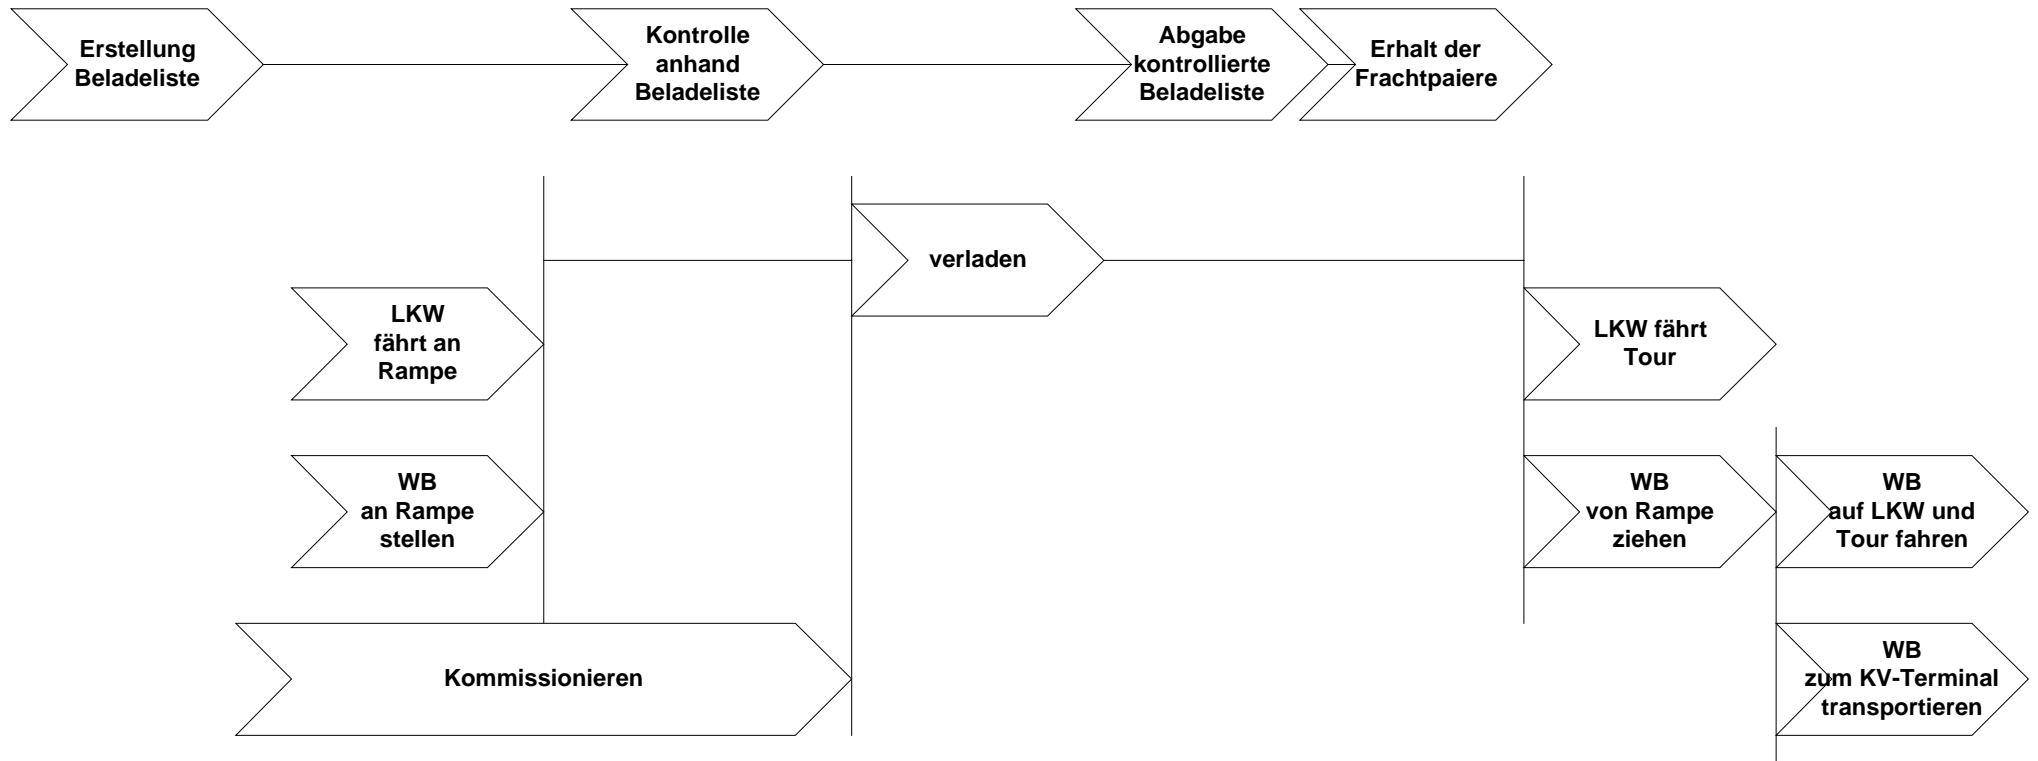 Erstellung
Beladeliste
Kontrolle
anhand
Beladeliste
Abgabe
kontrollierte
Beladeliste
Erhalt der
Frachtpaiere
verladen
LKW
fährt an
Rampe
LKW fährt
Tour
WB
an Rampe
stellen
WB
von Rampe
ziehen
WB
auf LKW und
Tour fahren
Kommissionieren
WB
zum KV-Terminal
transportieren